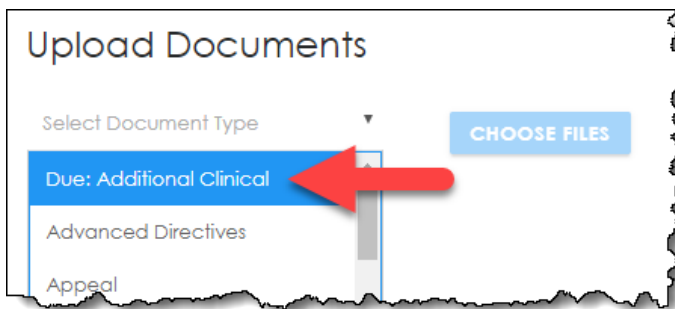 Upload Documents
Select Document Type
CHOOSE FILES
Due: Additional Clinical
Advanced Directives
Appeal